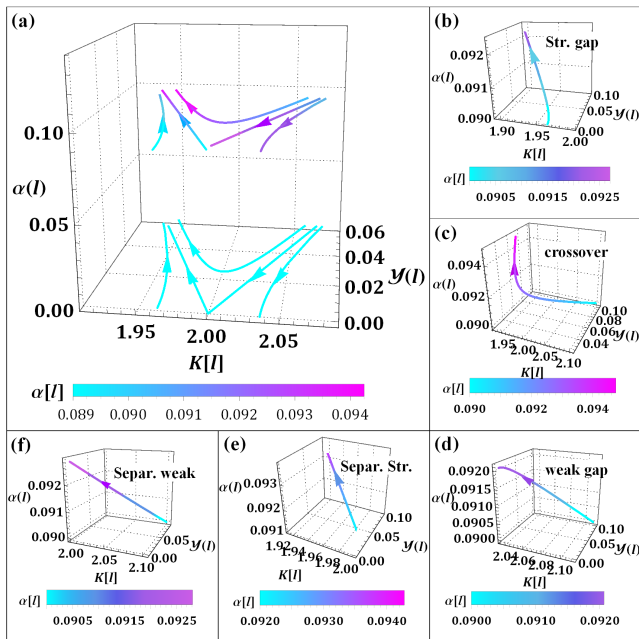 (a)
α(l)
0.10
0.05
0.00
1.95
2.00
2.05
K[l]
0.06
0.04
0.02
0.00
𝒴(l)
α[l]
0.089 0.090 0.091 0.092 0.093 0.094
(b)
Str. gap
α(l)
0.092
0.091
0.090
1.90
1.95
2.00
K[l]
0.10
0.05
0.00
𝒴(l)
α[l]
0.0905 0.0915 0.0925
(c)
crossover
α(l)
0.094
0.092
0.090
1.95
2.00
2.05
2.10
K[l]
0.10
0.08
0.06
0.04
𝒴(l)
α[l]
0.090 0.092 0.094
(f)
Separ. weak
α(l)
0.092
0.091
0.090
2.00
2.05
2.10
K[l]
0.05
0.00
𝒴(l)
α[l]
0.0905 0.0915 0.0925
(e)
Separ. Str.
α(l)
0.093
0.092
0.091
1.92
1.94
1.96
1.98
2.00
K[l]
0.10
0.05
0.00
𝒴(l)
α[l]
0.0920 0.0930 0.0940
(d)
weak gap
α(l)
0.0920
0.0915
0.0910
0.0905
0.0900
2.04
2.06
2.08
2.10
K[l]
0.10
0.05
0.00
𝒴(l)
α[l]
0.0900 0.0910 0.0920